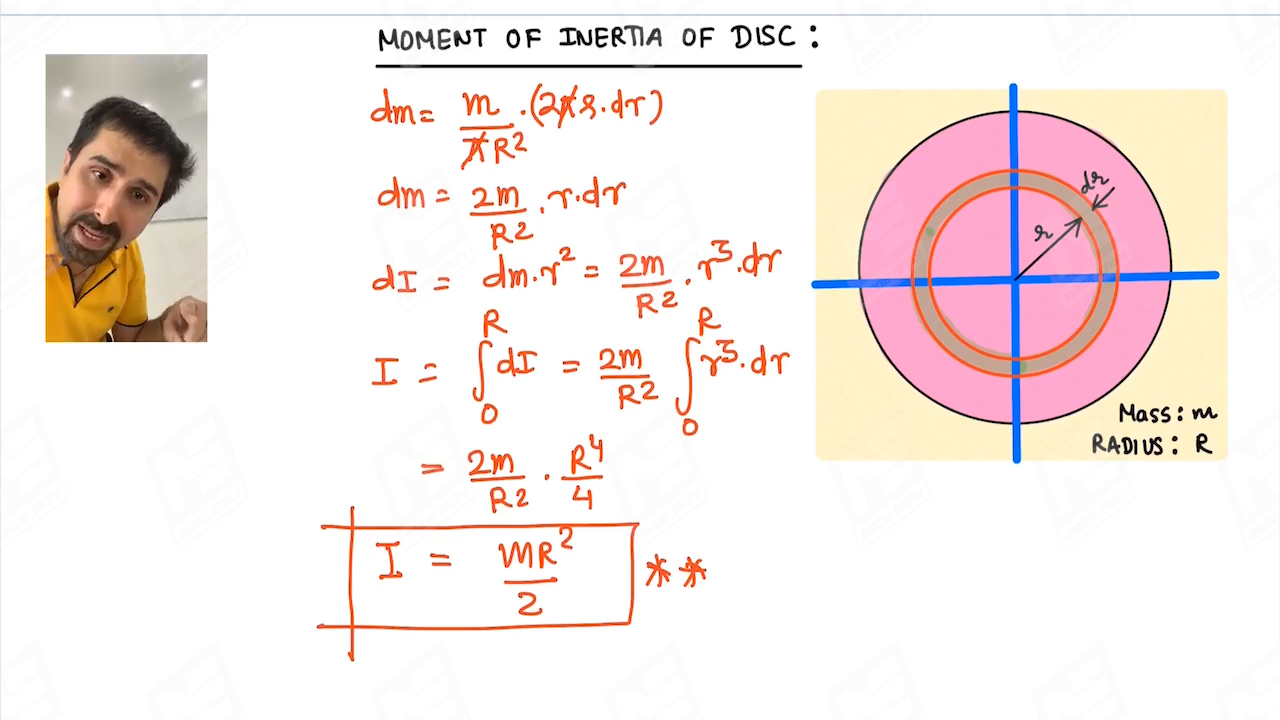 MOMENT OF INERTIA OF DISC :
dm = m/πR² · (2πr·dr)
dm = 2m/R² · r·dr
dI = dm·r² = 2m/R² · r³·dr
I = ∫₀ᴿ dI = 2m/R² ∫₀ᴿ r³·dr
= 2m/R² · R⁴/4
I = MR²/2 **
dr
r
Mass: m
RADIUS: R